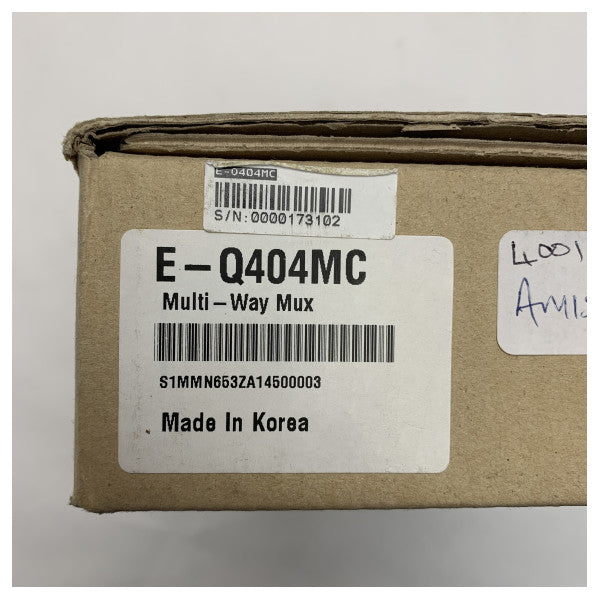 E-Q404MC
S/N:0000173102
E-Q404MC
Multi-Way Mux
S1MMN653ZA14500003
Made In Korea
4001